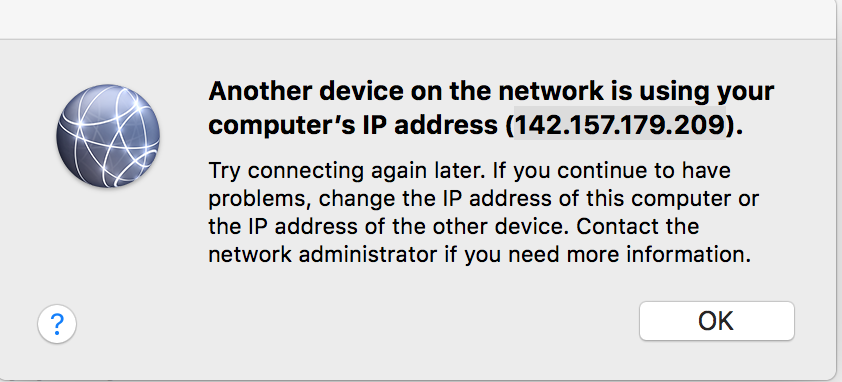 Another device on the network is using your
computer’s IP address (142.157.179.209).
Try connecting again later. If you continue to have
problems, change the IP address of this computer or
the IP address of the other device. Contact the
network administrator if you need more information.
?
OK